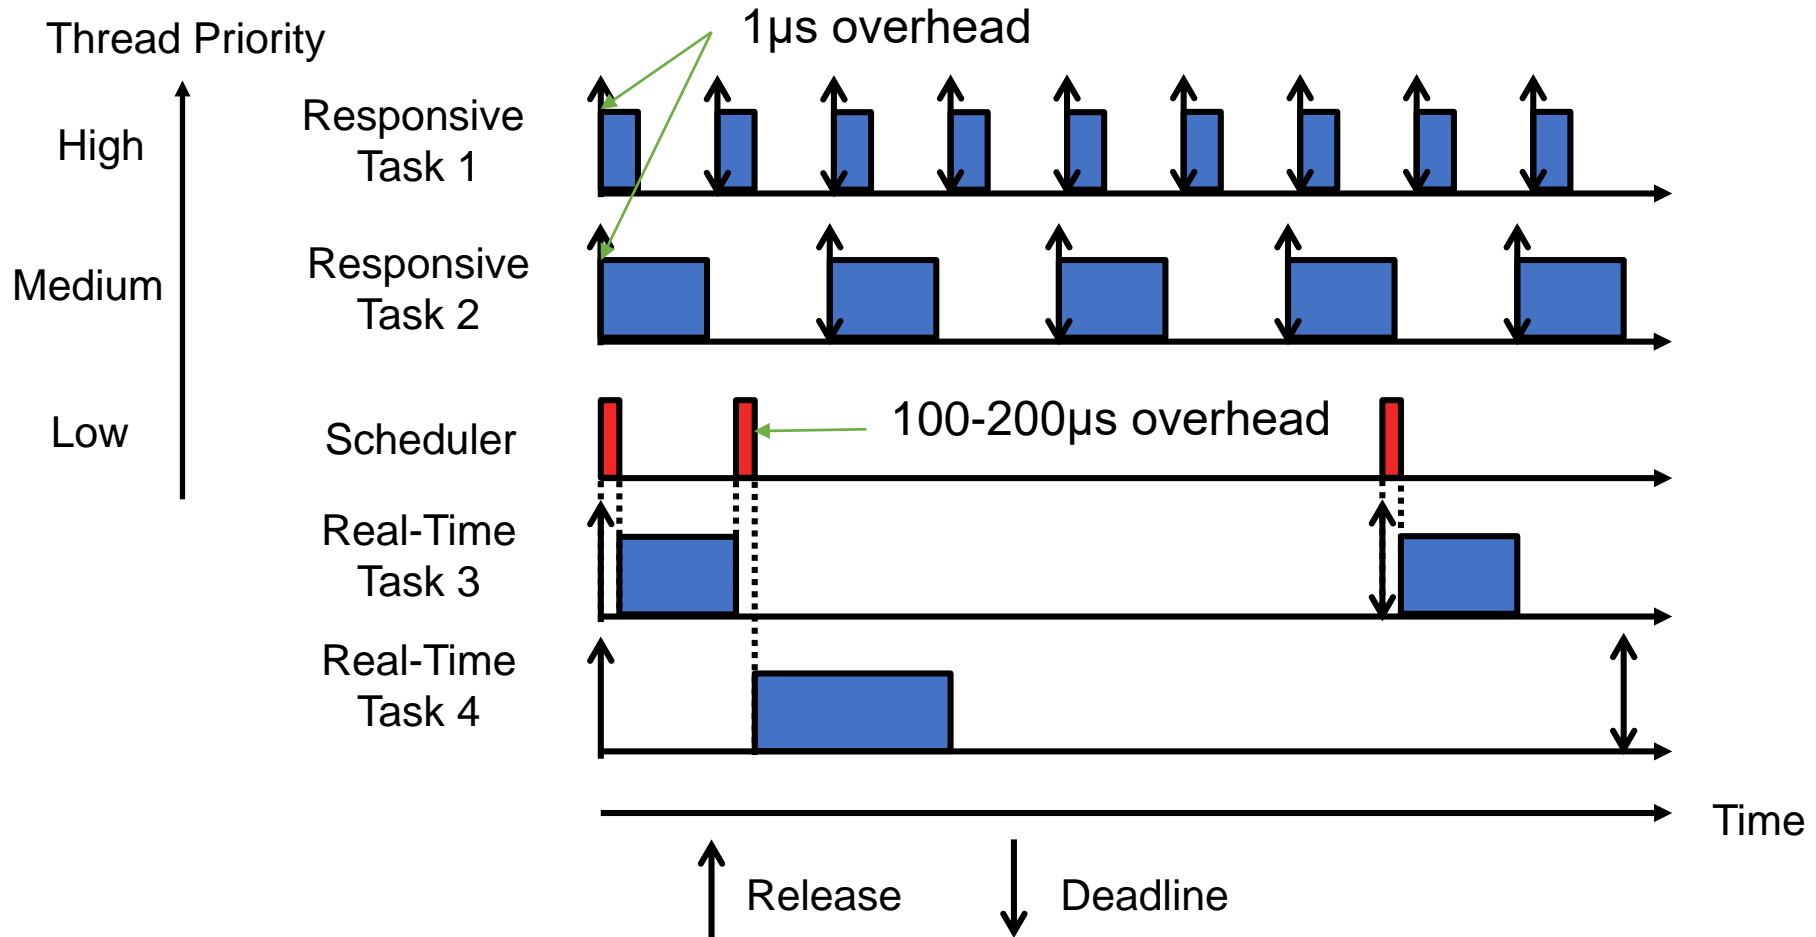 Thread Priority
1μs overhead
High
Responsive
Task 1
Medium
Responsive
Task 2
Low
Scheduler
100-200μs overhead
Real-Time
Task 3
Real-Time
Task 4
Time
Release
Deadline